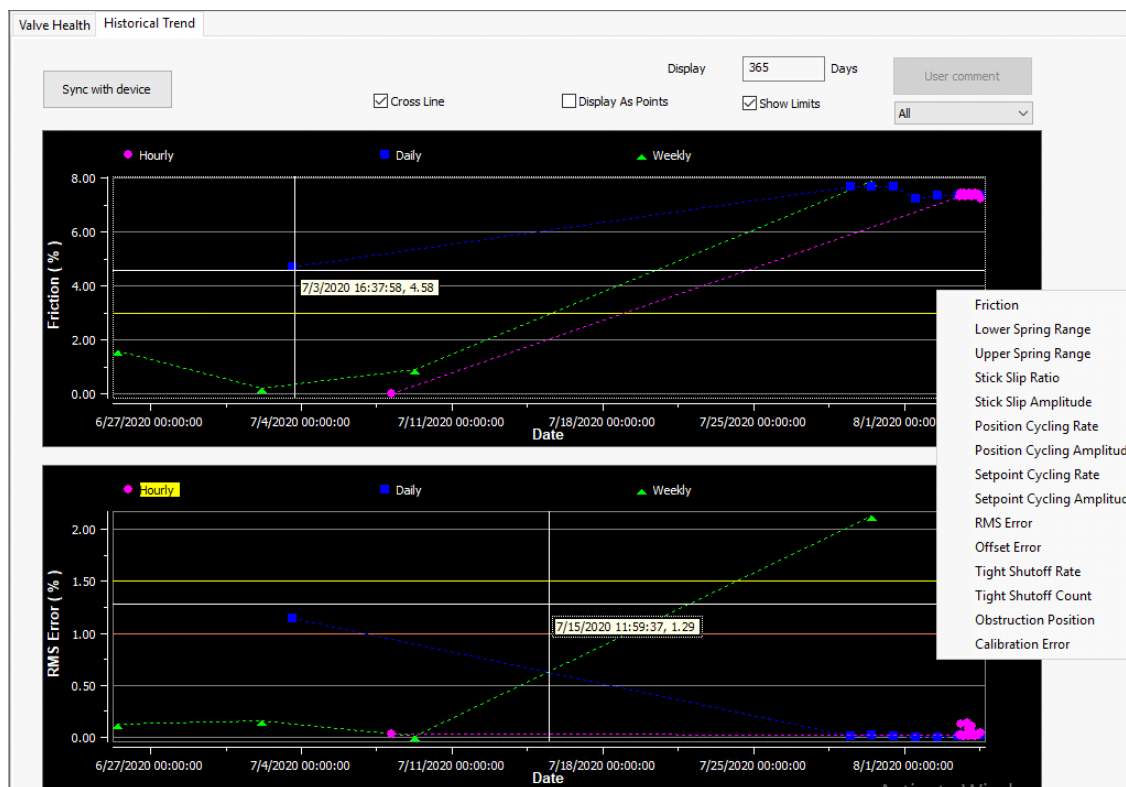 Valve Health Historical Trend
Sync with device
Display 365 Days
User comment
Cross Line
Display As Points
Show Limits
All
Hourly Daily Weekly
8.00
6.00
4.00
2.00
0.00
Friction ( % )
7/3/2020 16:37:58, 4.58
6/27/2020 00:00:00 7/4/2020 00:00:00 7/11/2020 00:00:00 7/18/2020 00:00:00 7/25/2020 00:00:00 8/1/2020 00:00:00
Date
Friction
Lower Spring Range
Upper Spring Range
Stick Slip Ratio
Stick Slip Amplitude
Position Cycling Rate
Position Cycling Amplitud
Setpoint Cycling Rate
Setpoint Cycling Amplitud
RMS Error
Offset Error
Tight Shutoff Rate
Tight Shutoff Count
Obstruction Position
Calibration Error
Hourly Daily Weekly
2.00
1.50
1.00
0.50
0.00
RMS Error ( % )
7/15/2020 11:59:37, 1.29
6/27/2020 00:00:00 7/4/2020 00:00:00 7/11/2020 00:00:00 7/18/2020 00:00:00 7/25/2020 00:00:00 8/1/2020 00:00:00
Date